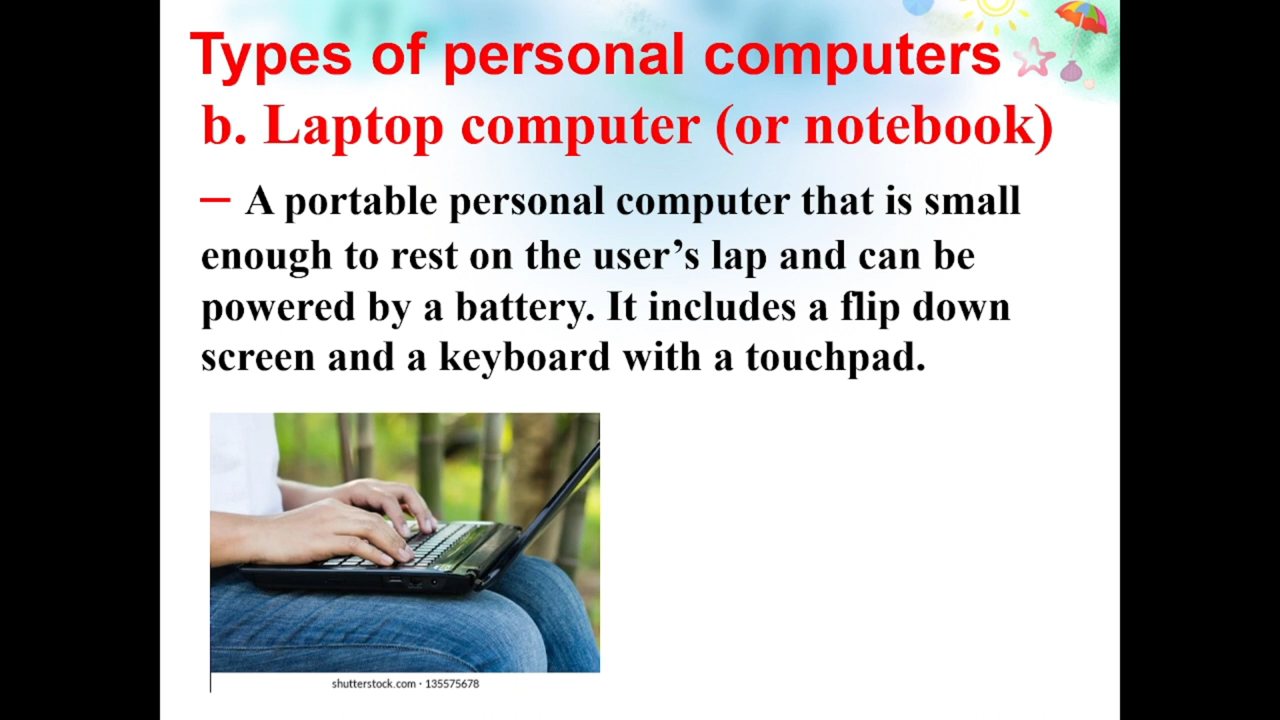 Types of personal computers
b. Laptop computer (or notebook)
– A portable personal computer that is small
enough to rest on the user’s lap and can be
powered by a battery. It includes a flip down
screen and a keyboard with a touchpad.
shutterstock.com · 135575678